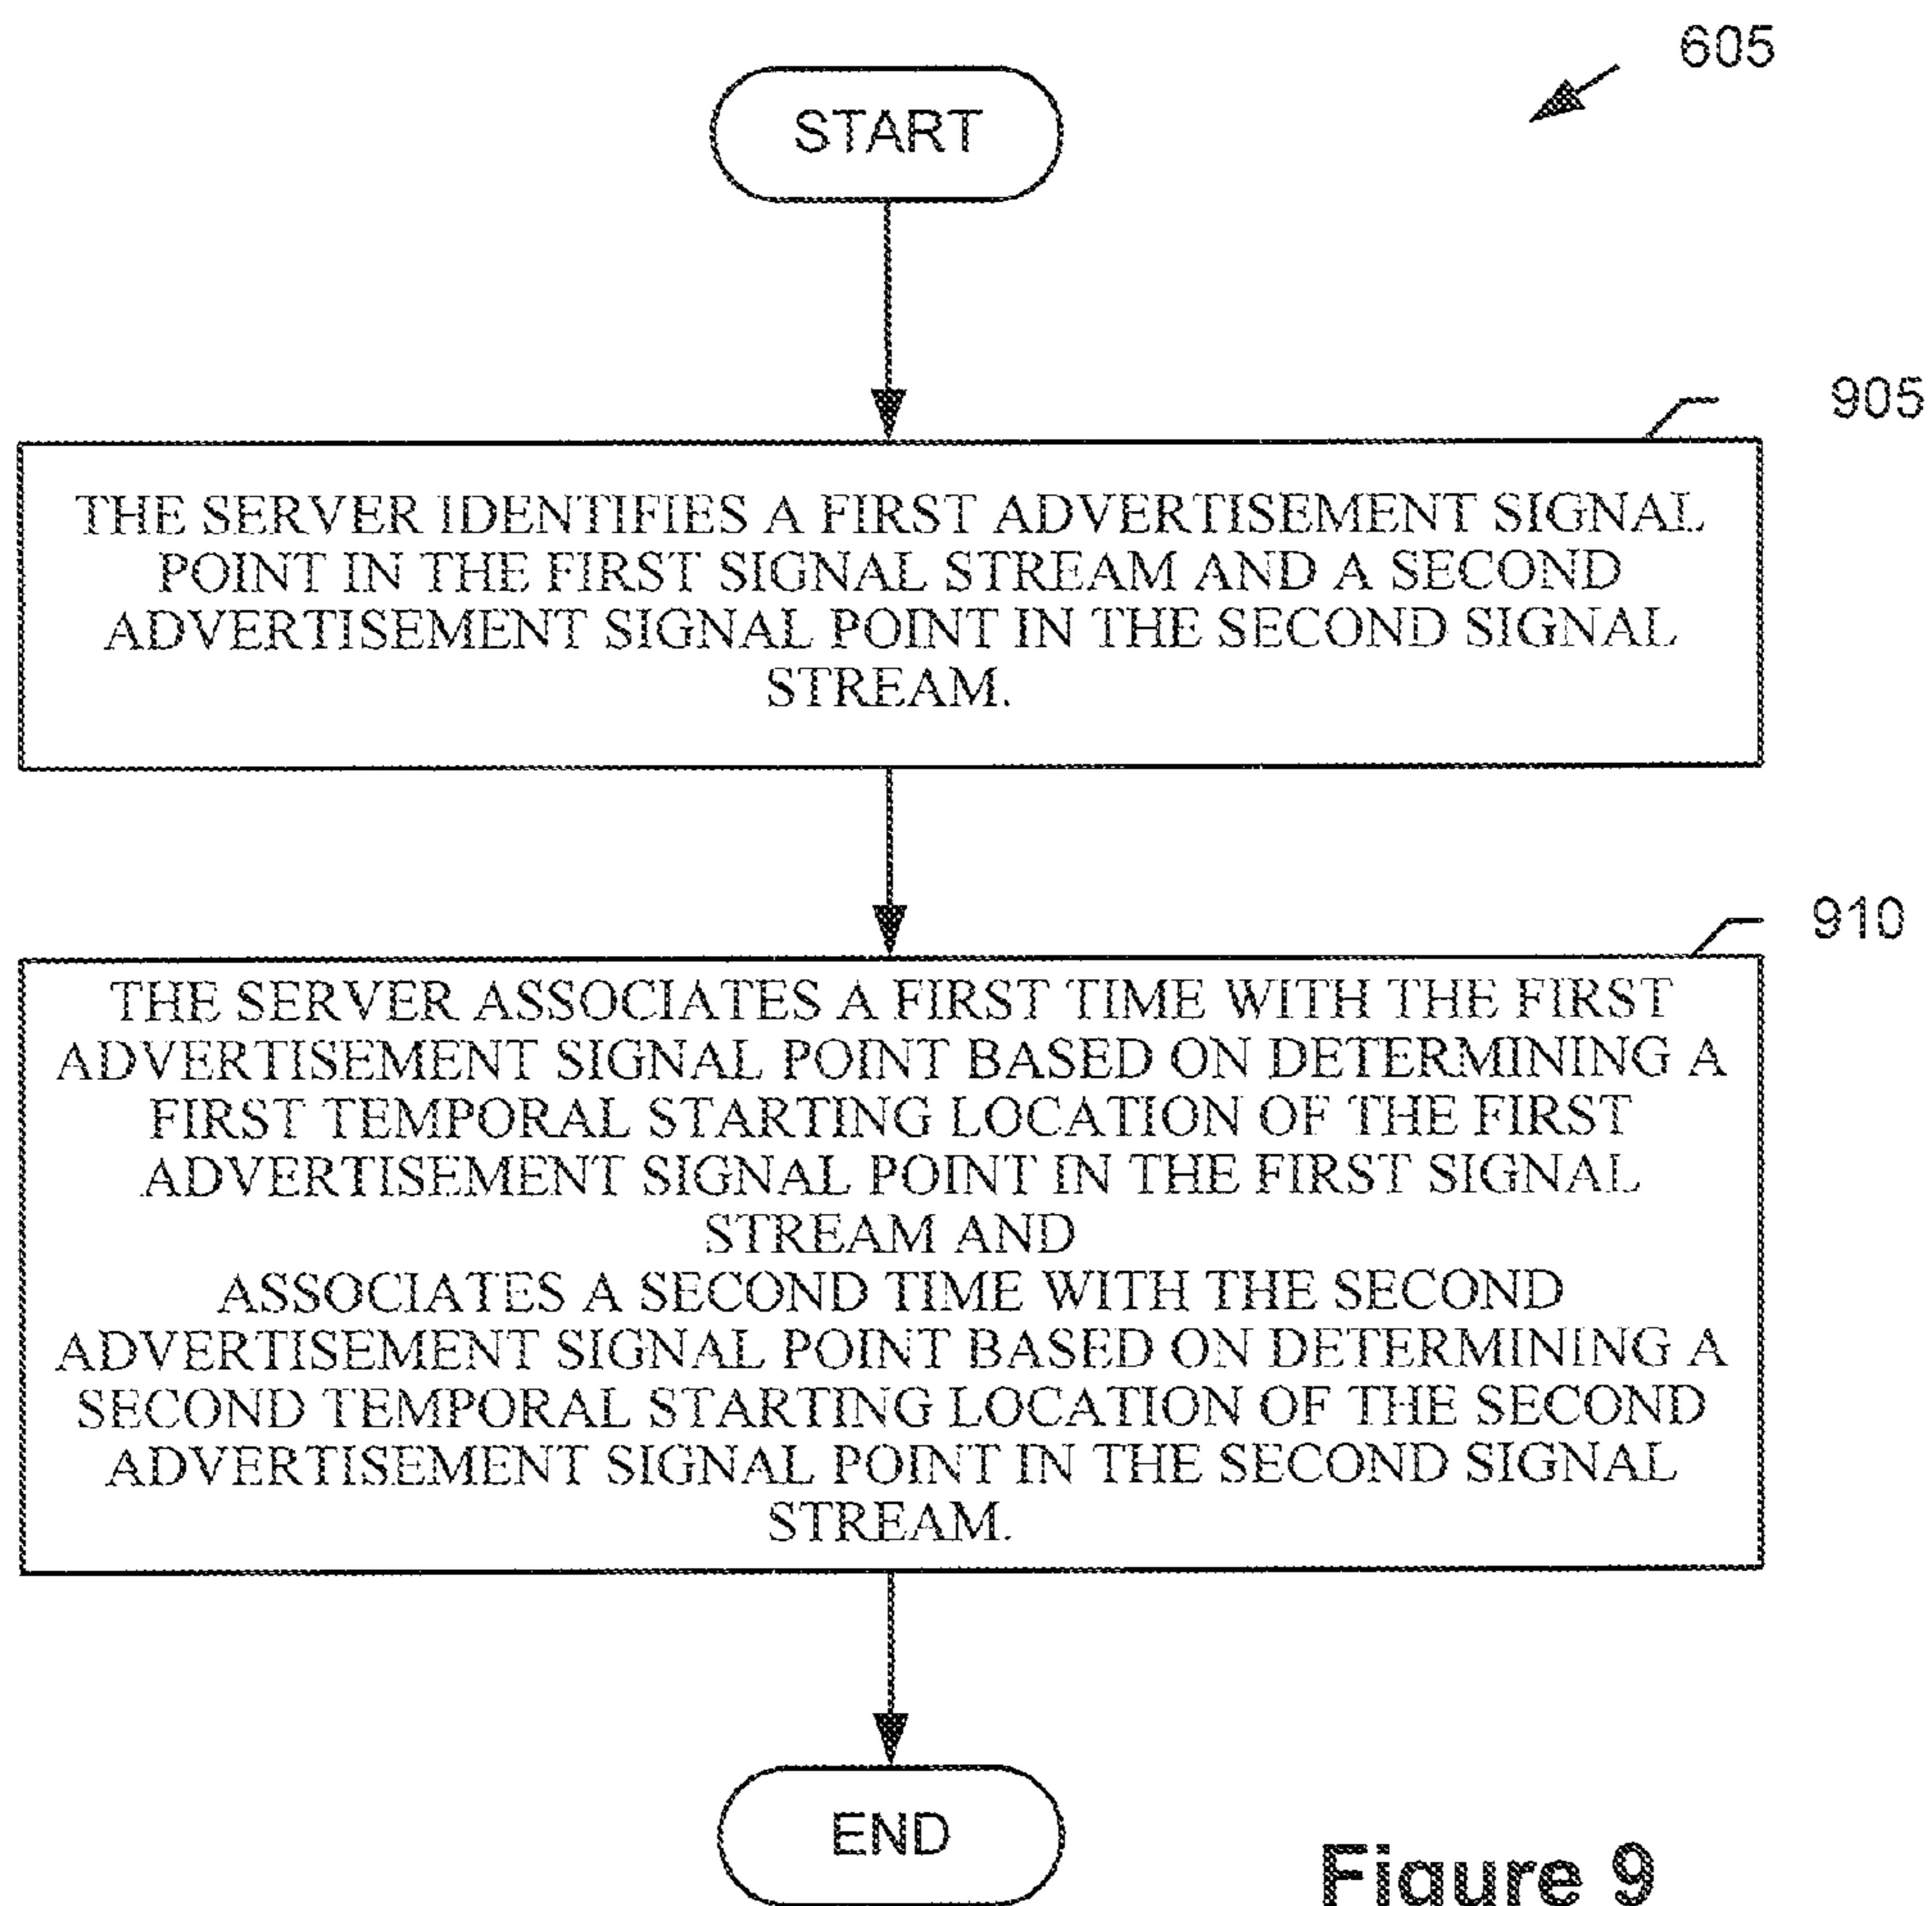 605
START
905
THE SERVER IDENTIFIES A FIRST ADVERTISEMENT SIGNAL
POINT IN THE FIRST SIGNAL STREAM AND A SECOND
ADVERTISEMENT SIGNAL POINT IN THE SECOND SIGNAL
STREAM.
910
THE SERVER ASSOCIATES A FIRST TIME WITH THE FIRST
ADVERTISEMENT SIGNAL POINT BASED ON DETERMINING A
FIRST TEMPORAL STARTING LOCATION OF THE FIRST
ADVERTISEMENT SIGNAL POINT IN THE FIRST SIGNAL
STREAM AND
ASSOCIATES A SECOND TIME WITH THE SECOND
ADVERTISEMENT SIGNAL POINT BASED ON DETERMINING A
SECOND TEMPORAL STARTING LOCATION OF THE SECOND
ADVERTISEMENT SIGNAL POINT IN THE SECOND SIGNAL
STREAM.
END
Figure 9